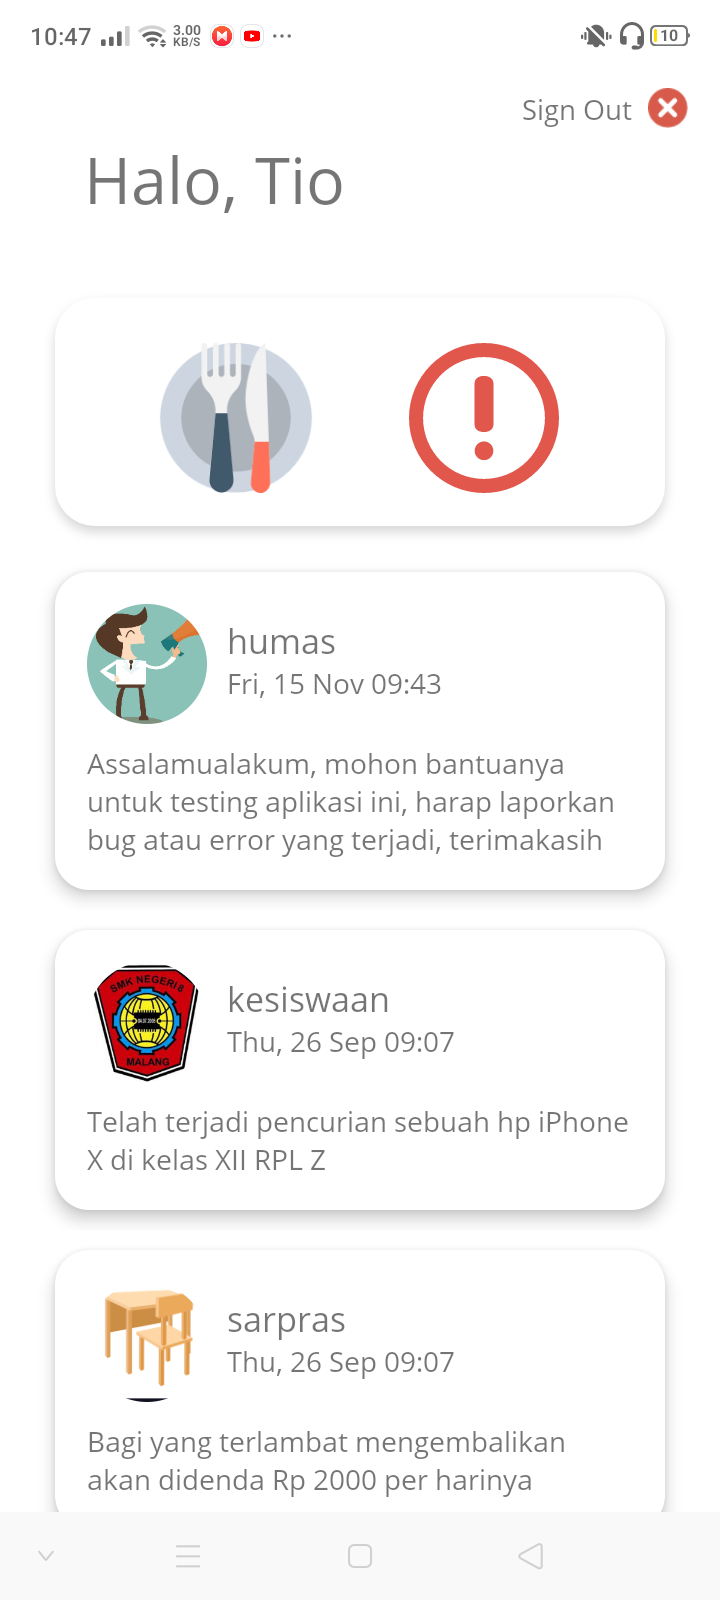 10:47 3.00 KB/S 10
Sign Out
Halo, Tio
humas
Fri, 15 Nov 09:43
Assalamualakum, mohon bantuanya
untuk testing aplikasi ini, harap laporkan
bug atau error yang terjadi, terimakasih
SMK NEGERI 8
MALANG
kesiswaan
Thu, 26 Sep 09:07
Telah terjadi pencurian sebuah hp iPhone
X di kelas XII RPL Z
sarpras
Thu, 26 Sep 09:07
Bagi yang terlambat mengembalikan
akan didenda Rp 2000 per harinya